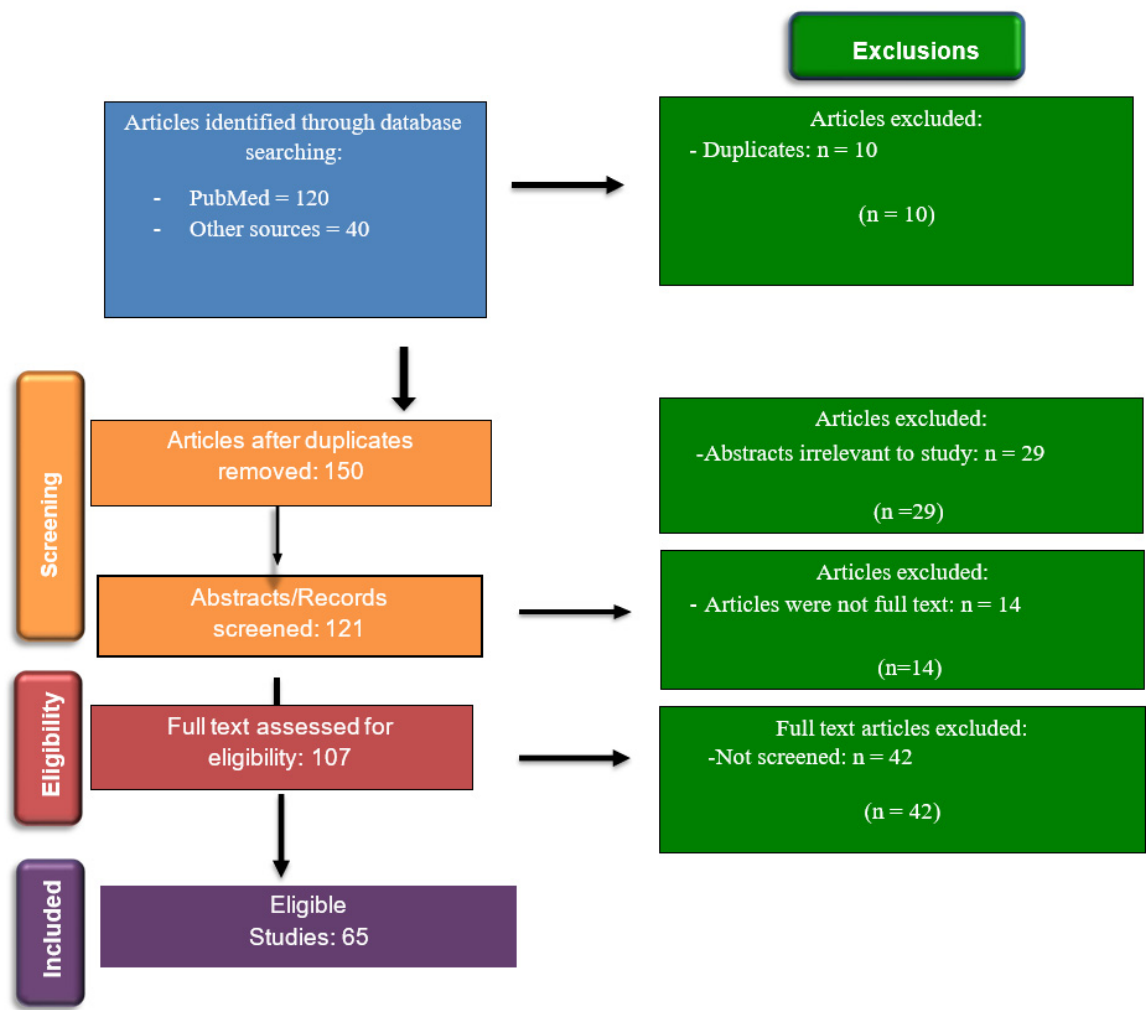 Exclusions
Articles identified through database
searching:
- PubMed = 120
- Other sources = 40
Articles excluded:
- Duplicates: n = 10
(n = 10)
Screening
Articles after duplicates
removed: 150
Articles excluded:
-Abstracts irrelevant to study: n = 29
(n =29)
Abstracts/Records
screened: 121
Articles excluded:
- Articles were not full text: n = 14
(n=14)
Eligibility
Full text assessed for
eligibility: 107
Full text articles excluded:
-Not screened: n = 42
(n = 42)
Included
Eligible
Studies: 65